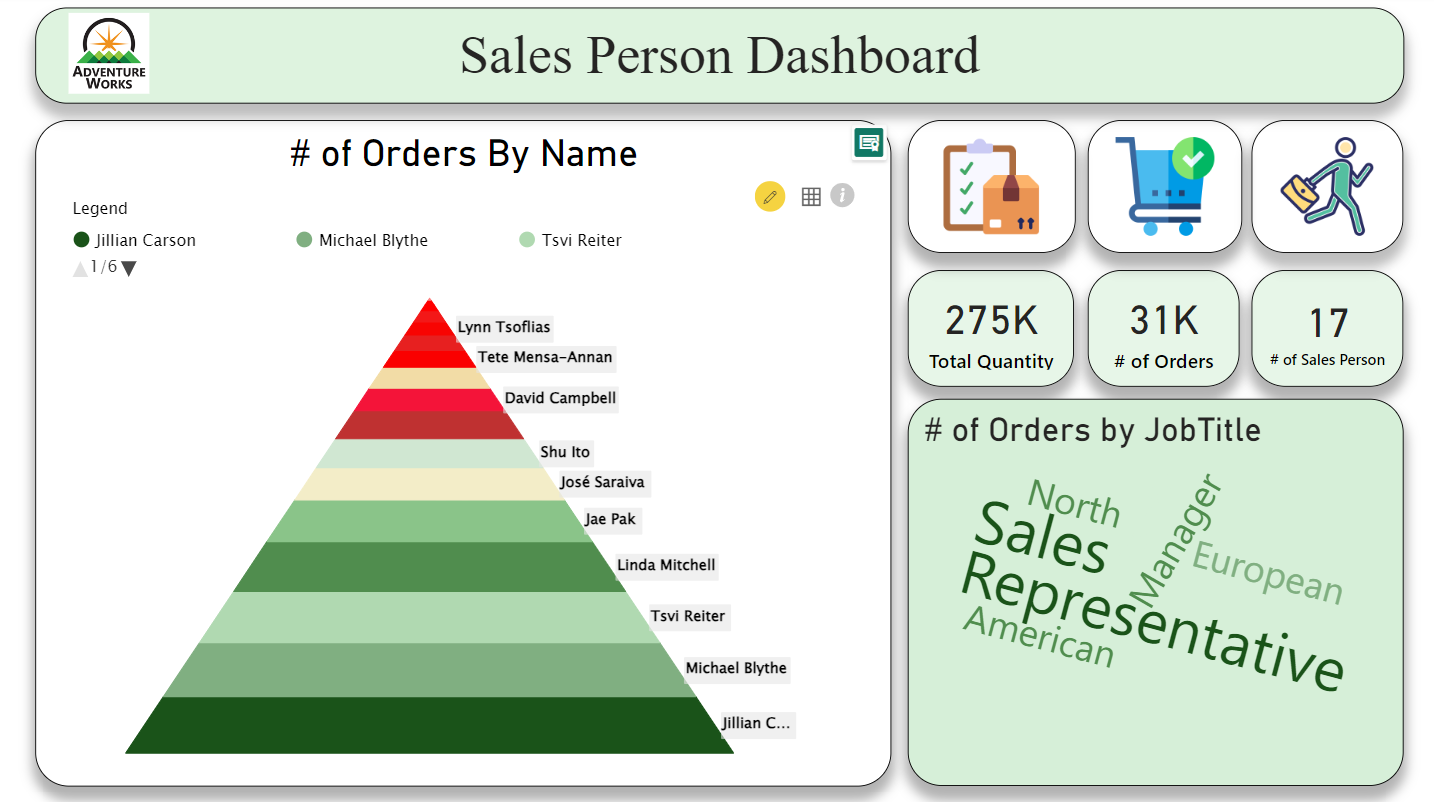 ADVENTURE
WORKS
Sales Person Dashboard
# of Orders By Name
Legend
Jillian Carson
Michael Blythe
Tsvi Reiter
1/6
Lynn Tsoflias
Tete Mensa-Annan
David Campbell
Shu Ito
José Saraiva
Jae Pak
Linda Mitchell
Tsvi Reiter
Michael Blythe
Jillian C...
275K
Total Quantity
31K
# of Orders
17
# of Sales Person
# of Orders by JobTitle
North
Sales
Manager
European
Representative
American